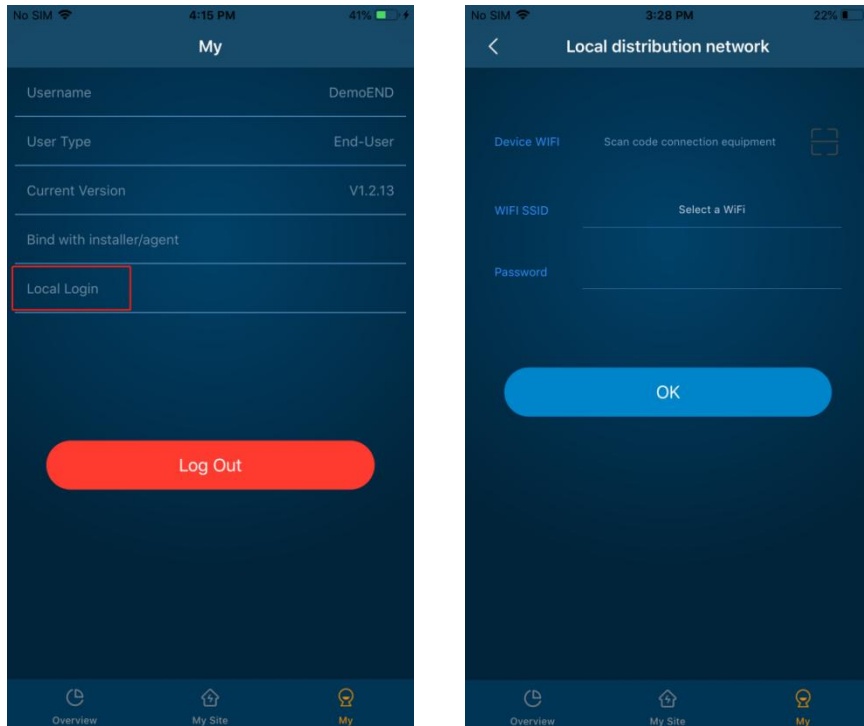 No SIM 4:15 PM 41%
My
Username DemoEND
User Type End-User
Current Version V1.2.13
Bind with installer/agent
Local Login
Log Out
Overview My Site My
No SIM 3:28 PM 22%
Local distribution network
Device WIFI Scan code connection equipment
WIFI SSID Select a WiFi
Password
OK
Overview My Site My